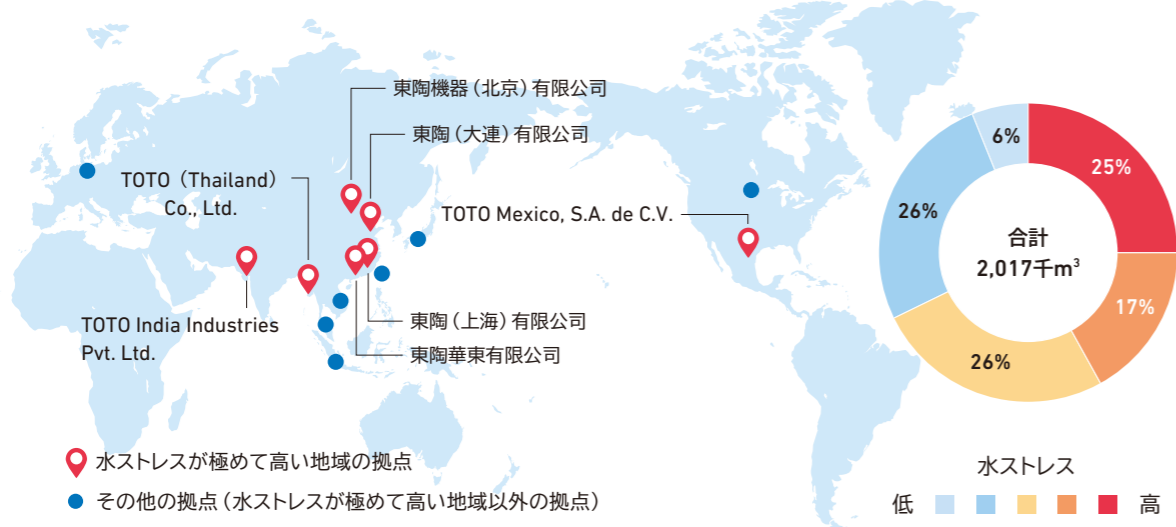 東陶機器（北京）有限公司
東陶（大連）有限公司
TOTO（Thailand）
Co., Ltd.
TOTO Mexico, S.A. de C.V.
TOTO India Industries
Pvt. Ltd.
東陶（上海）有限公司
東陶華東有限公司
水ストレスが極めて高い地域の拠点
その他の拠点（水ストレスが極めて高い地域以外の拠点）
6%
25%
26%
合計
2,017千m³
17%
26%
水ストレス
低 高